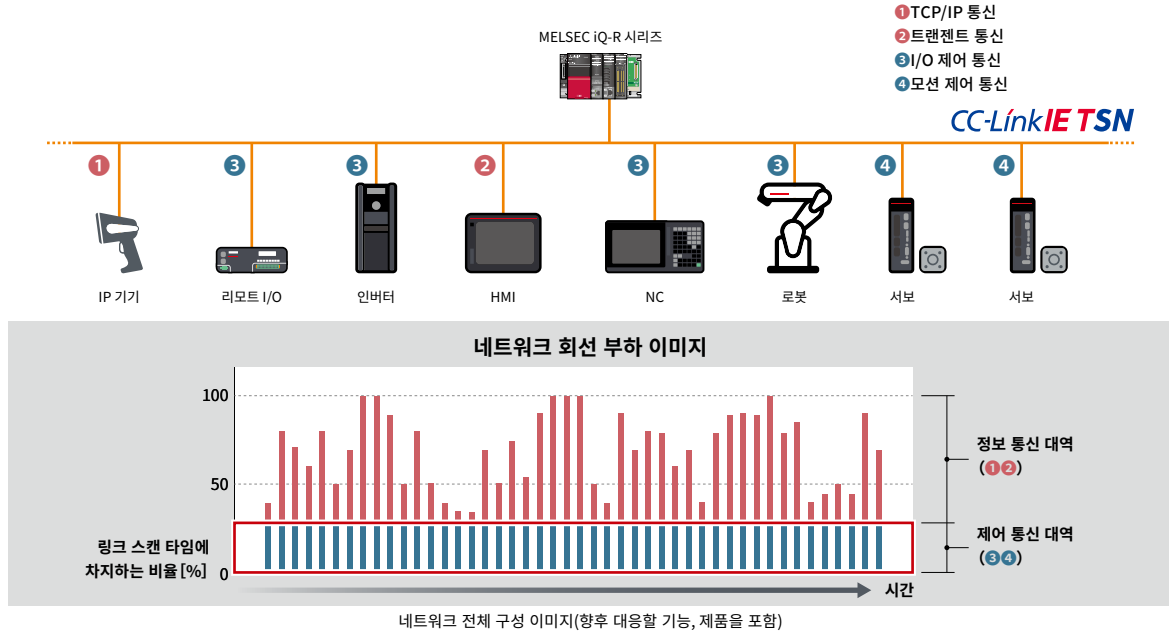 ❶TCP/IP 통신
❷트랜젠트 통신
❸I/O 제어 통신
❹모션 제어 통신
MELSEC iQ-R 시리즈
CC-Link IE TSN
❶ ❸ ❸ ❷ ❸ ❸ ❹ ❹
IP 기기 리모트 I/O 인버터 HMI NC 로봇 서보 서보
네트워크 회선 부하 이미지
100
50
0
정보 통신 대역
(❶❷)
제어 통신 대역
(❸❹)
링크 스캔 타임에
차지하는 비율[%]
시간
네트워크 전체 구성 이미지(향후 대응할 기능, 제품을 포함)